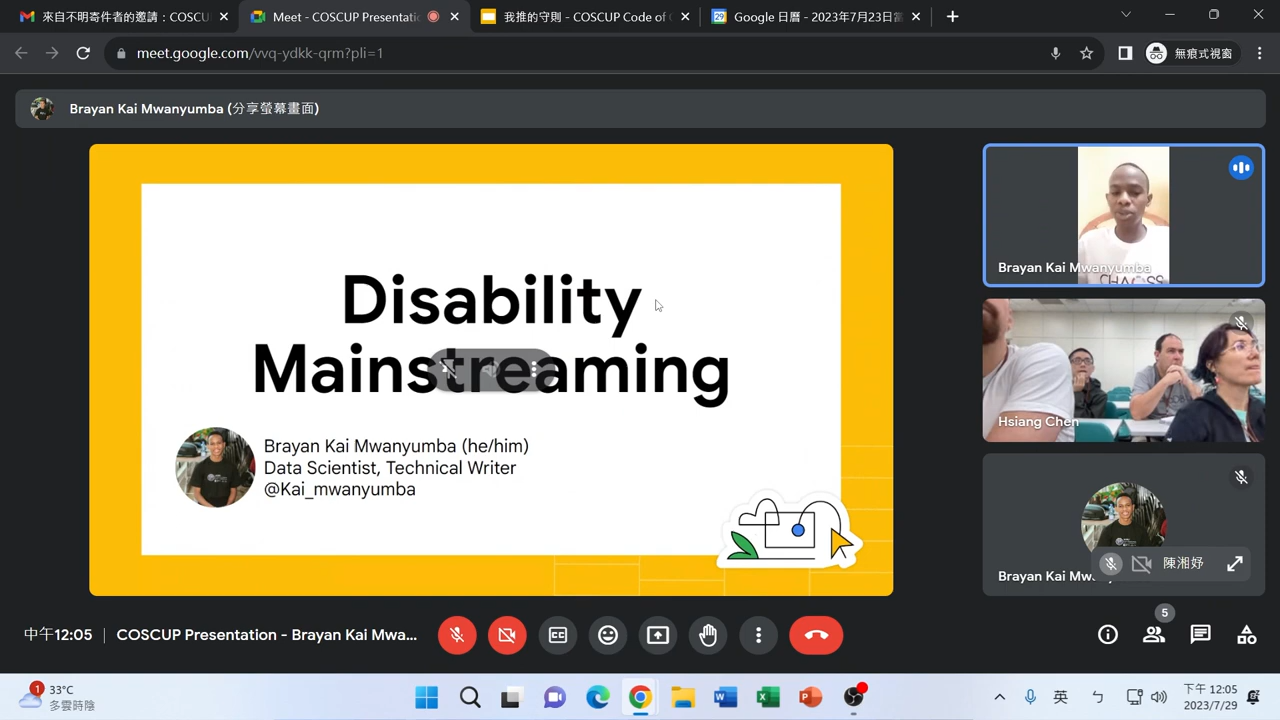 來自不明寄件者的邀請：COSCU
Meet - COSCUP Presentatio
我推的守則 - COSCUP Code of C
Google 日曆 - 2023年7月23日當
meet.google.com/vvq-ydkk-qrm?pli=1
無痕式視窗
Brayan Kai Mwanyumba (分享螢幕畫面)
Disability
Mainstreaming
Brayan Kai Mwanyumba (he/him)
Data Scientist, Technical Writer
@Kai_mwanyumba
CHAOSS
Brayan Kai Mwanyumba
Hsiang Chen
陳湘妤
Brayan Kai Mw
中午12:05
COSCUP Presentation - Brayan Kai Mwa...
5
1
33°C
多雲時陰
英
ㄅ
下午 12:05
2023/7/29